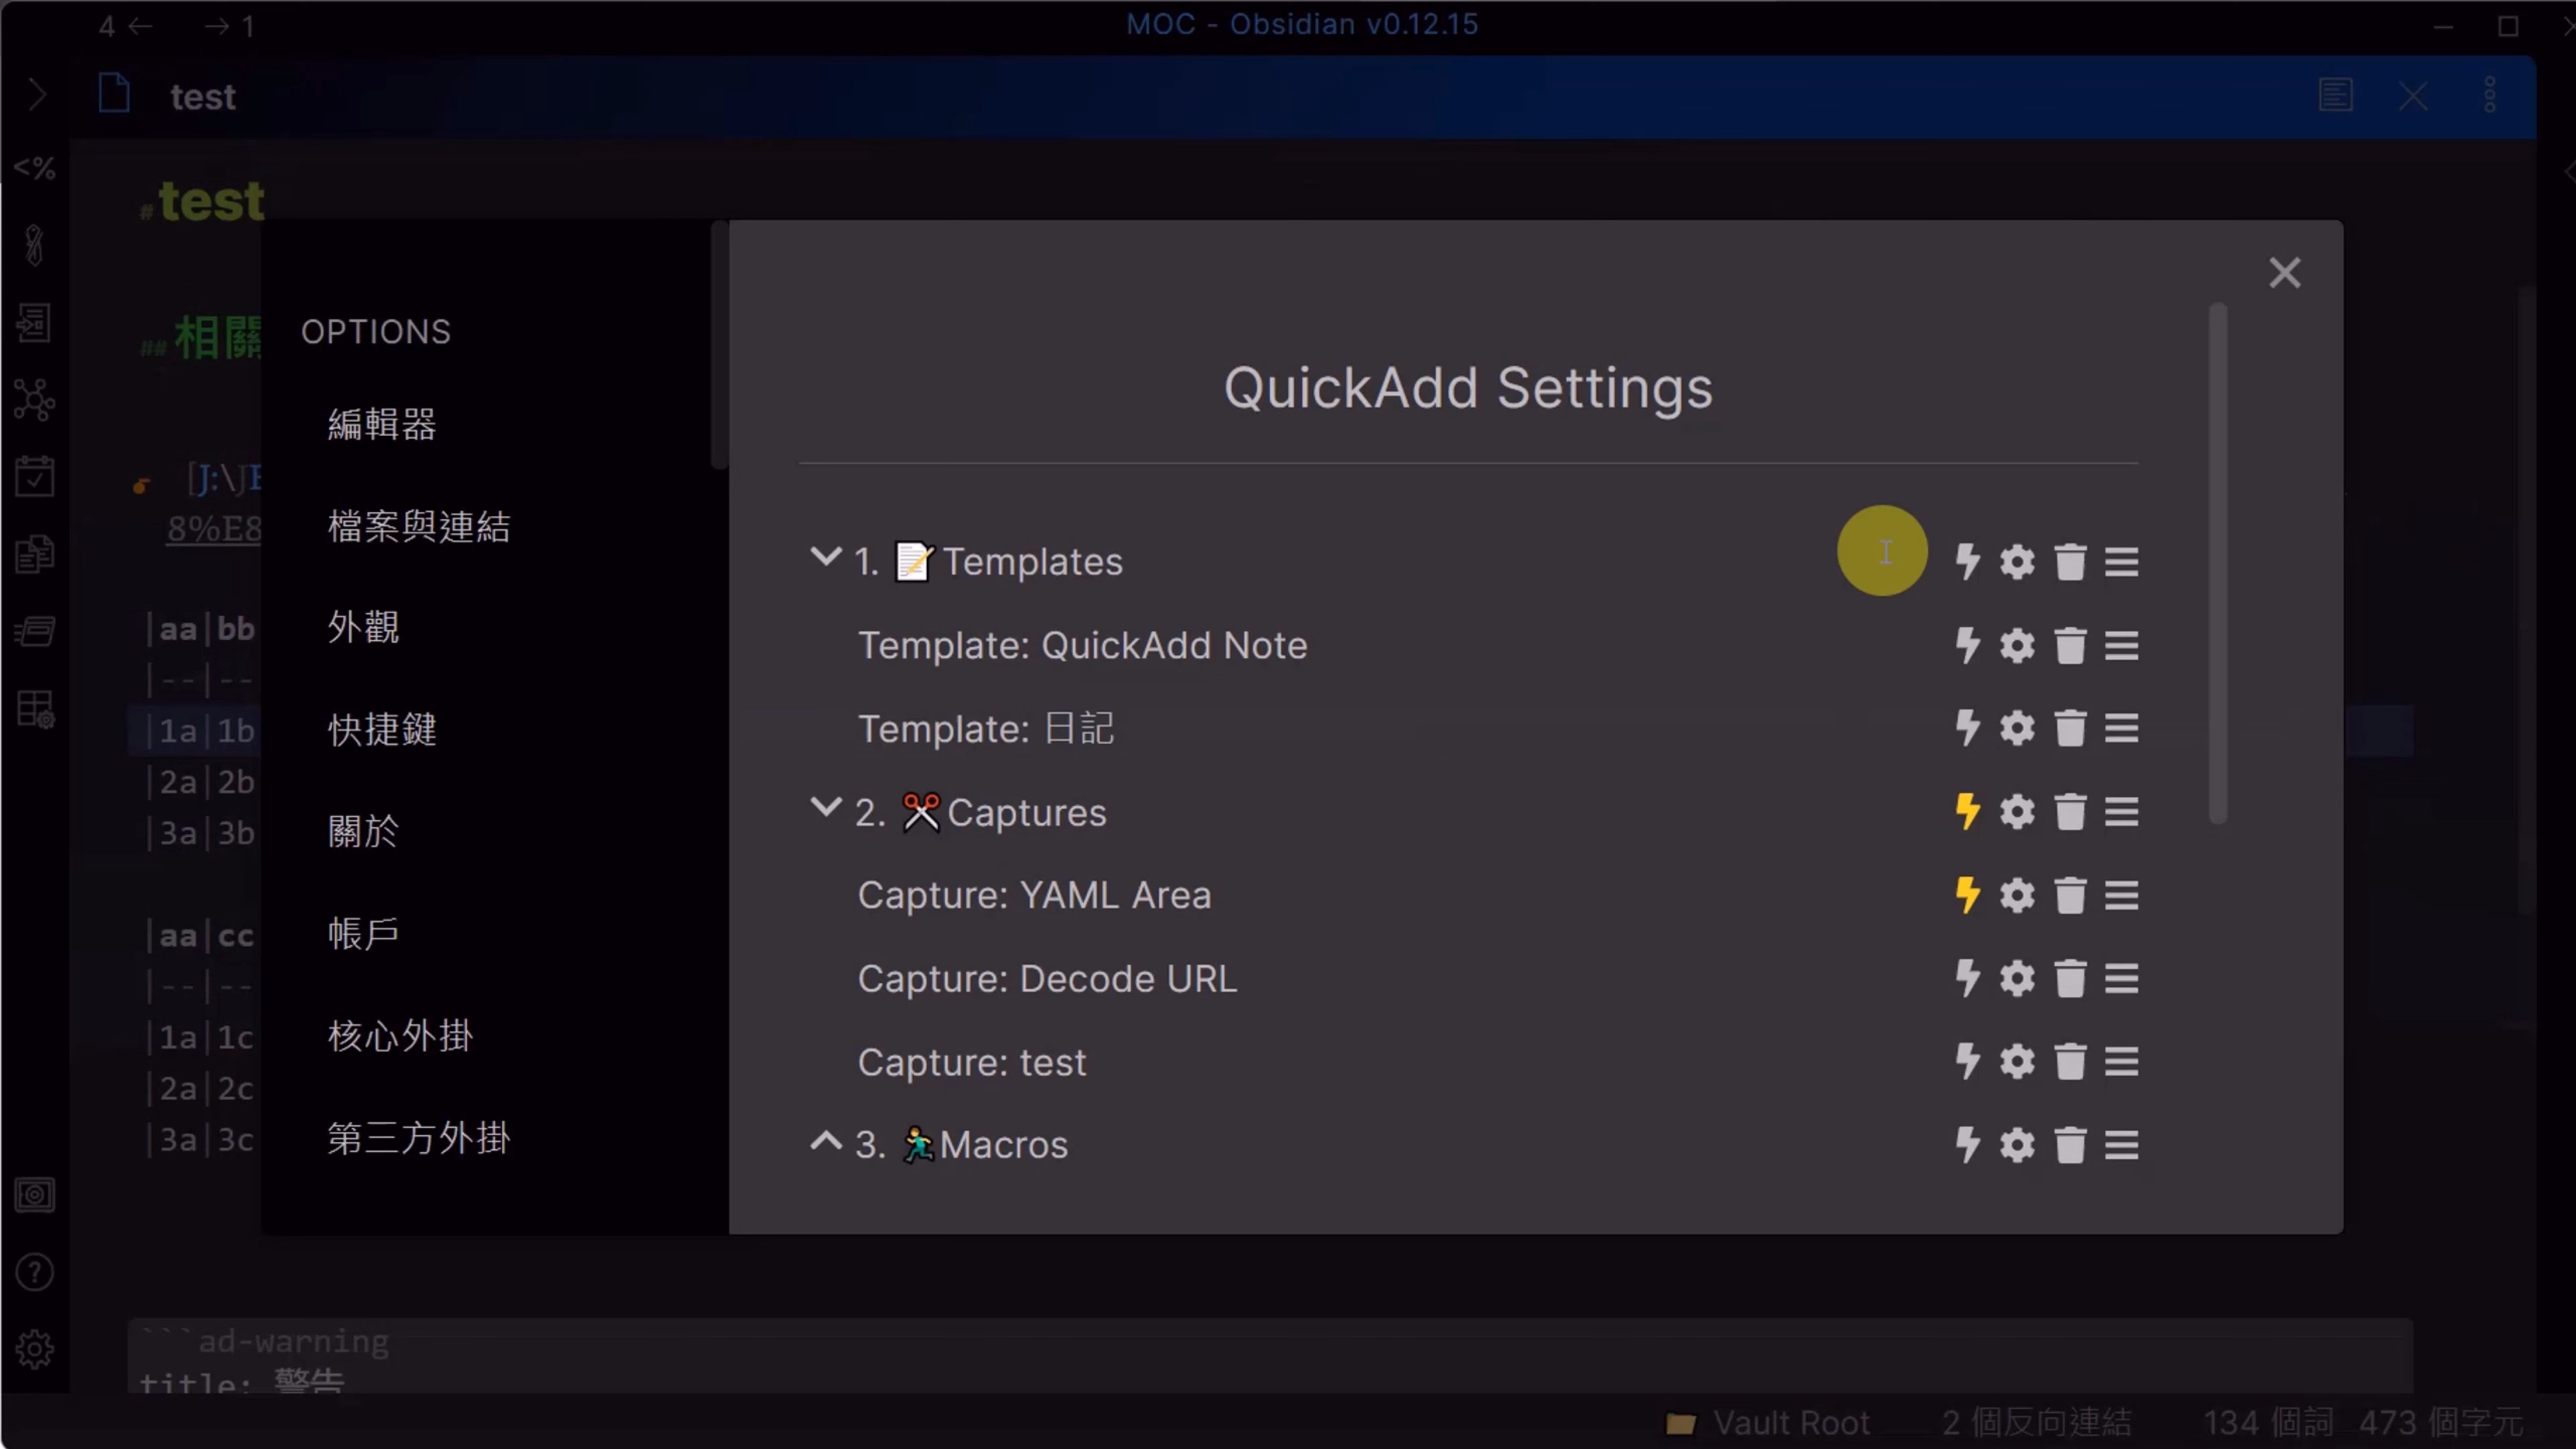 4 ← → 1
MOC - Obsidian v0.12.15
test
#test
##相關
[J:\J
8%E8
|aa|bb
|--|--
|1a|1b
|2a|2b
|3a|3b
|aa|cc
|--|--
|1a|1c
|2a|2c
|3a|3c
OPTIONS
編輯器
檔案與連結
外觀
快捷鍵
關於
帳戶
核心外掛
第三方外掛
QuickAdd Settings
1. 📝Templates
Template: QuickAdd Note
Template: 日記
2. ✂Captures
Capture: YAML Area
Capture: Decode URL
Capture: test
3. 🏃Macros
```ad-warning
title: 警告
Vault Root 2 個反向連結 134 個詞 473 個字元